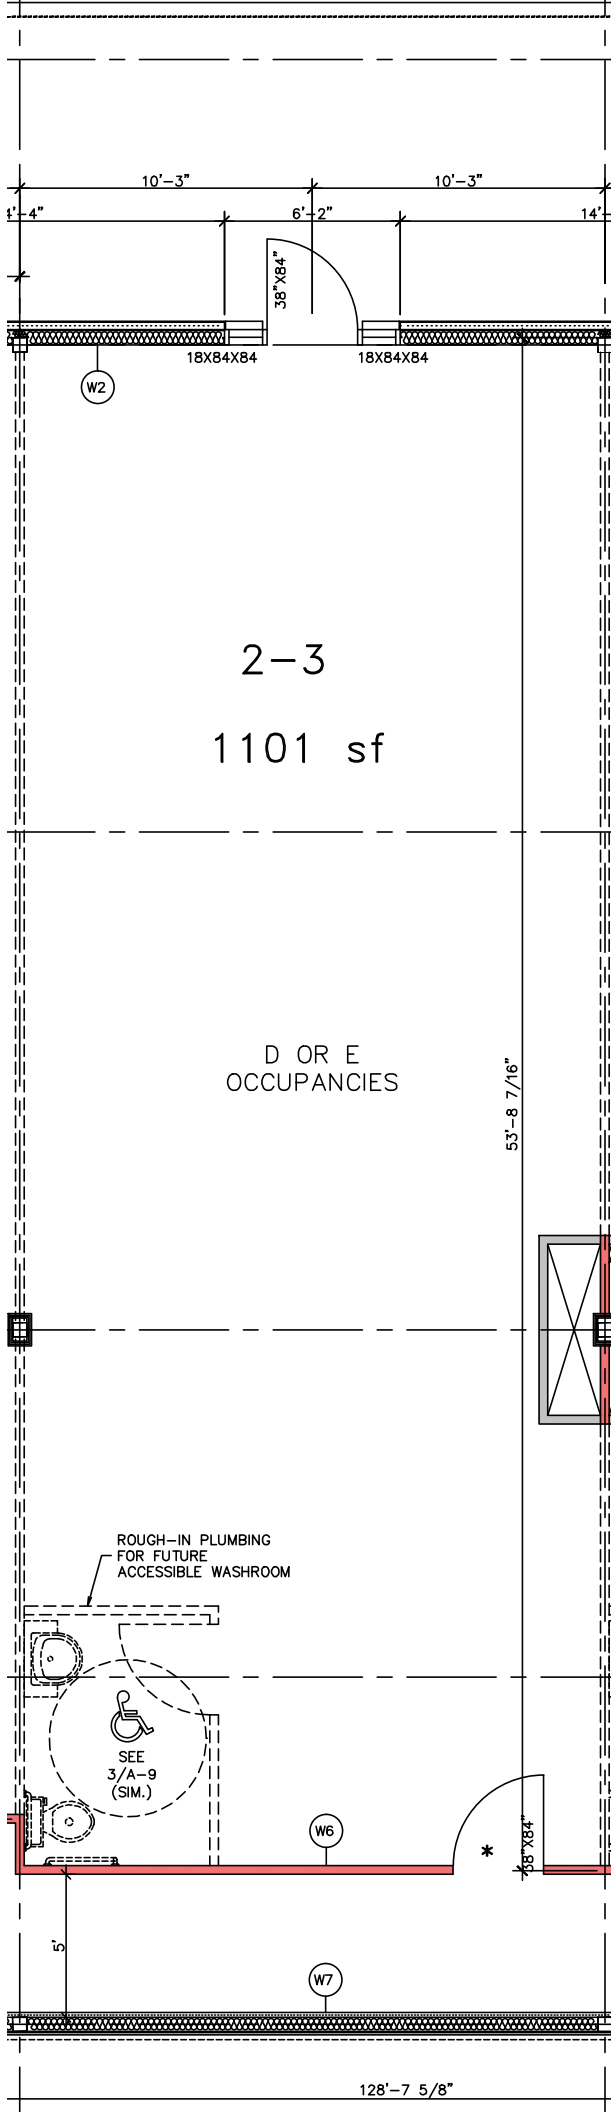 10'-3"
10'-3"
4'-4"
6'-2"
14'-
38"X84"
18X84X84
18X84X84
W2
2-3
1101 sf
D OR E
OCCUPANCIES
53'-8 7/16"
ROUGH-IN PLUMBING
FOR FUTURE
ACCESSIBLE WASHROOM
SEE
3/A-9
(SIM.)
W6
*
38"X84"
5'
W7
128'-7 5/8"